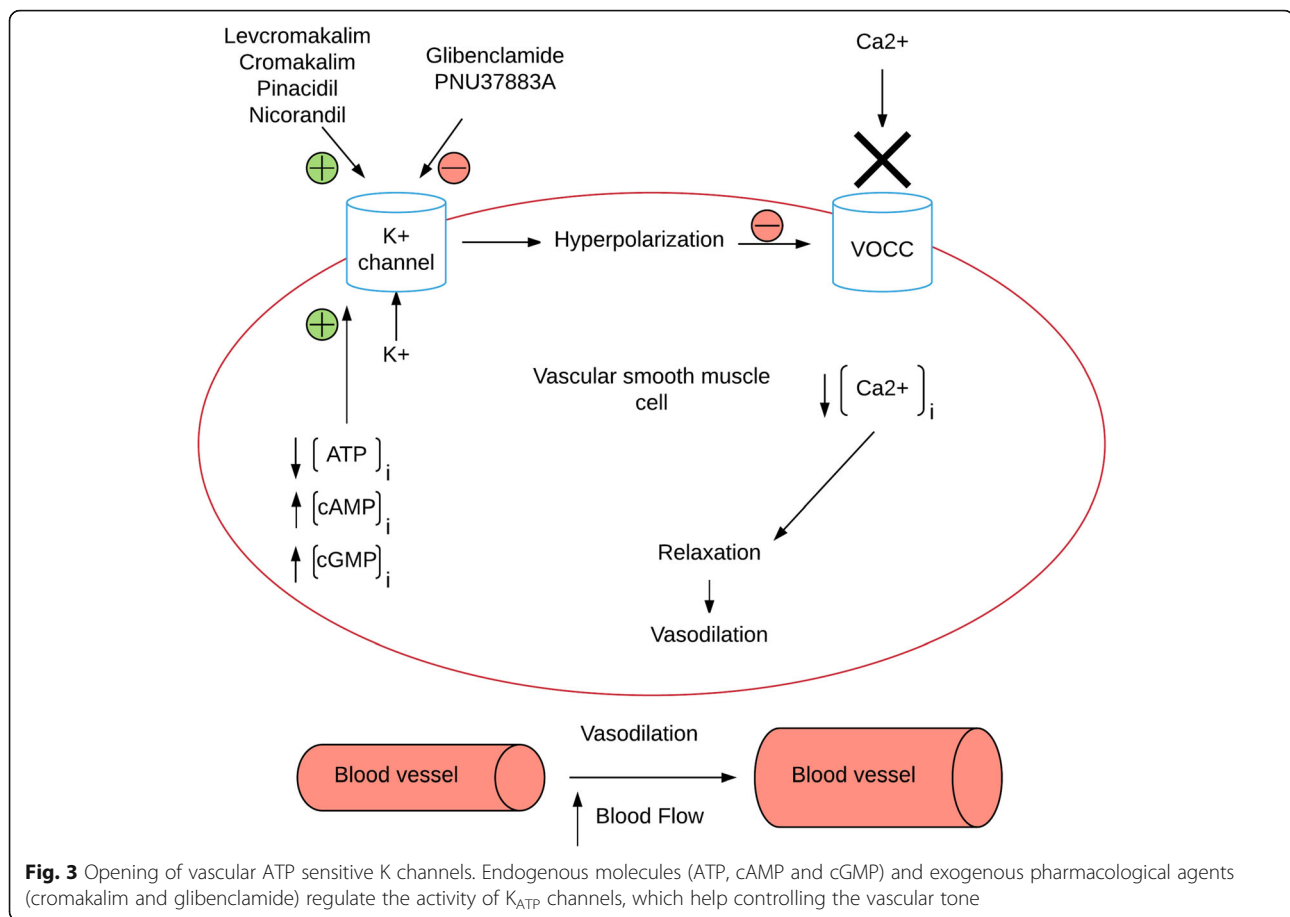 Levcromakalim
Cromakalim
Pinacidil
Nicorandil
Glibenclamide
PNU37883A
Ca2+
+
−
K+
channel
Hyperpolarization
−
VOCC
+
K+
Vascular smooth muscle
cell
↓ [Ca2+]i
↓ [ATP]i
↑ [cAMP]i
↑ [cGMP]i
Relaxation
Vasodilation
Vasodilation
Blood vessel
Blood vessel
↑ Blood Flow
Fig. 3 Opening of vascular ATP sensitive K channels. Endogenous molecules (ATP, cAMP and cGMP) and exogenous pharmacological agents
(cromakalim and glibenclamide) regulate the activity of KATP channels, which help controlling the vascular tone